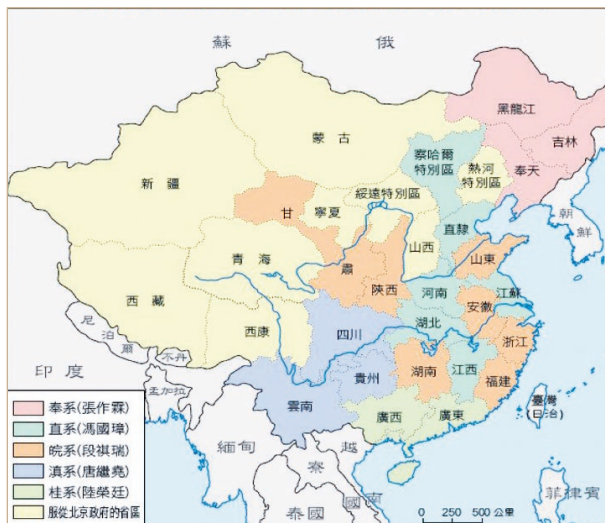 蘇俄
黑龍江
蒙古
吉林
察哈爾
特別區
熱河
特別區
奉天
新疆
綏遠特別區
甘
寧夏
直隸
朝鮮
山西
山東
青海
肅
陝西
河南
江蘇
安徽
西藏
湖北
西康
四川
浙江
尼泊爾
不丹
湖南
江西
印度
貴州
福建
孟加拉
雲南
臺灣
(日治)
廣西
廣東
奉系(張作霖)
直系(馮國璋)
皖系(段祺瑞)
滇系(唐繼堯)
桂系(陸榮廷)
服從北京政府的省區
緬甸
越南
寮國
泰國
菲律賓
0 250 500 公里